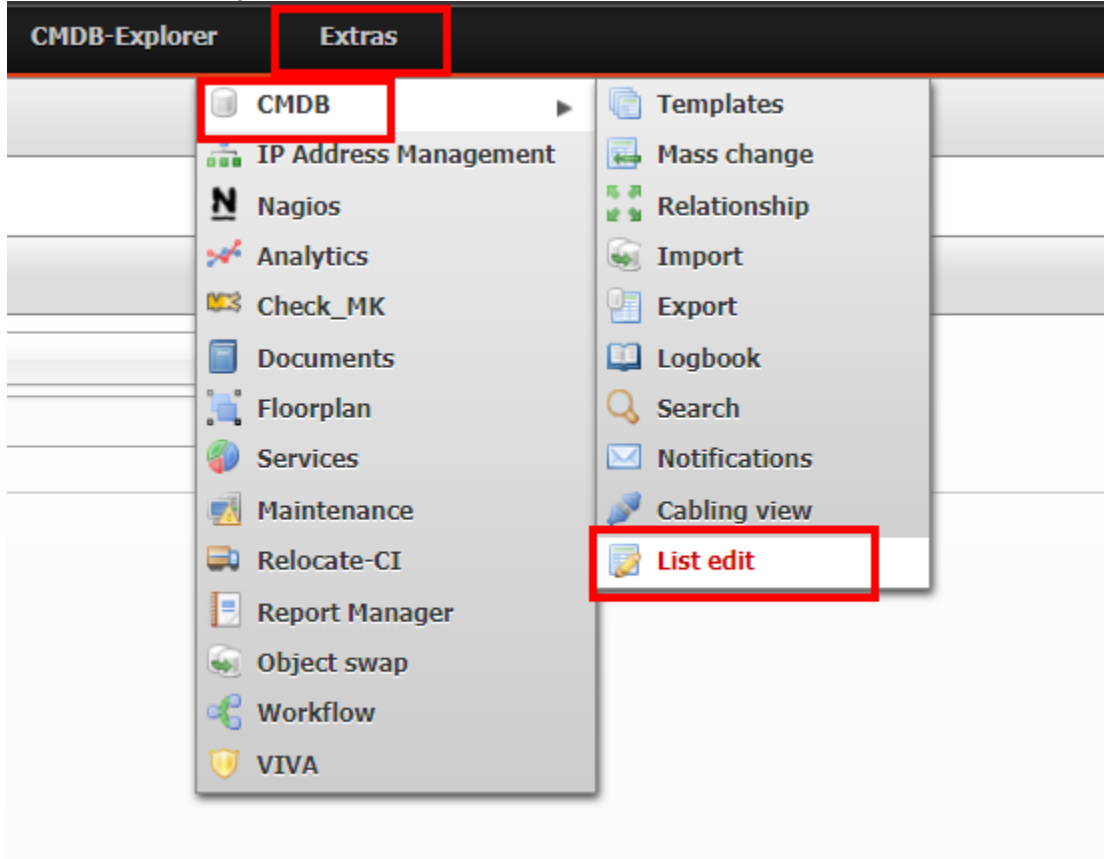 CMDB-Explorer
Extras
CMDB
IP Address Management
Nagios
Analytics
Check_MK
Documents
Floorplan
Services
Maintenance
Relocate-CI
Report Manager
Object swap
Workflow
VIVA
Templates
Mass change
Relationship
Import
Export
Logbook
Search
Notifications
Cabling view
List edit